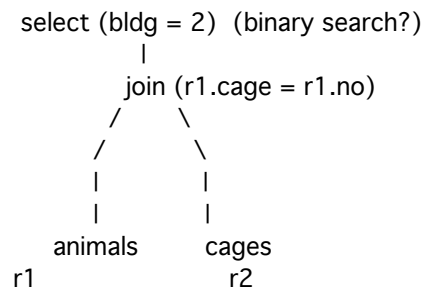 select (bldg = 2) (binary search?)
|
join (r1.cage = r1.no)
/ \
/ \
| |
| |
animals cages
r1 r2